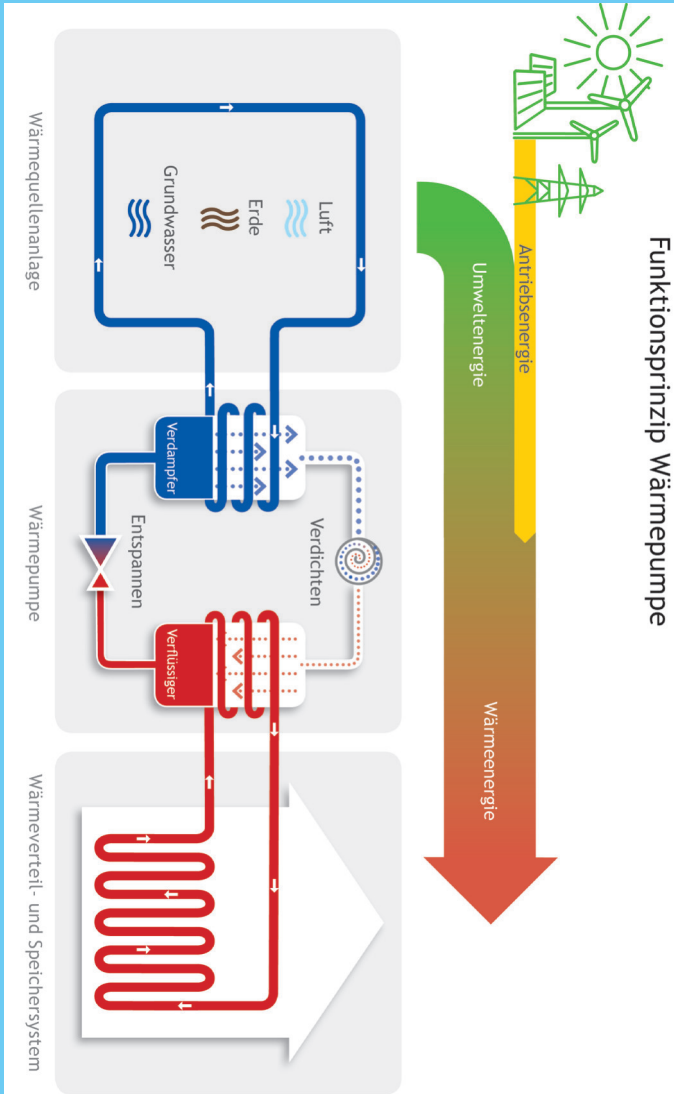 Funktionsprinzip Wärmepumpe
Antriebsenergie
Umweltenergie
Wärmeenergie
Luft
Erde
Grundwasser
Verdichten
Verdampfer
Verflüssiger
Entspannen
Wärmequellenanlage
Wärmepumpe
Wärmeverteil- und Speichersystem